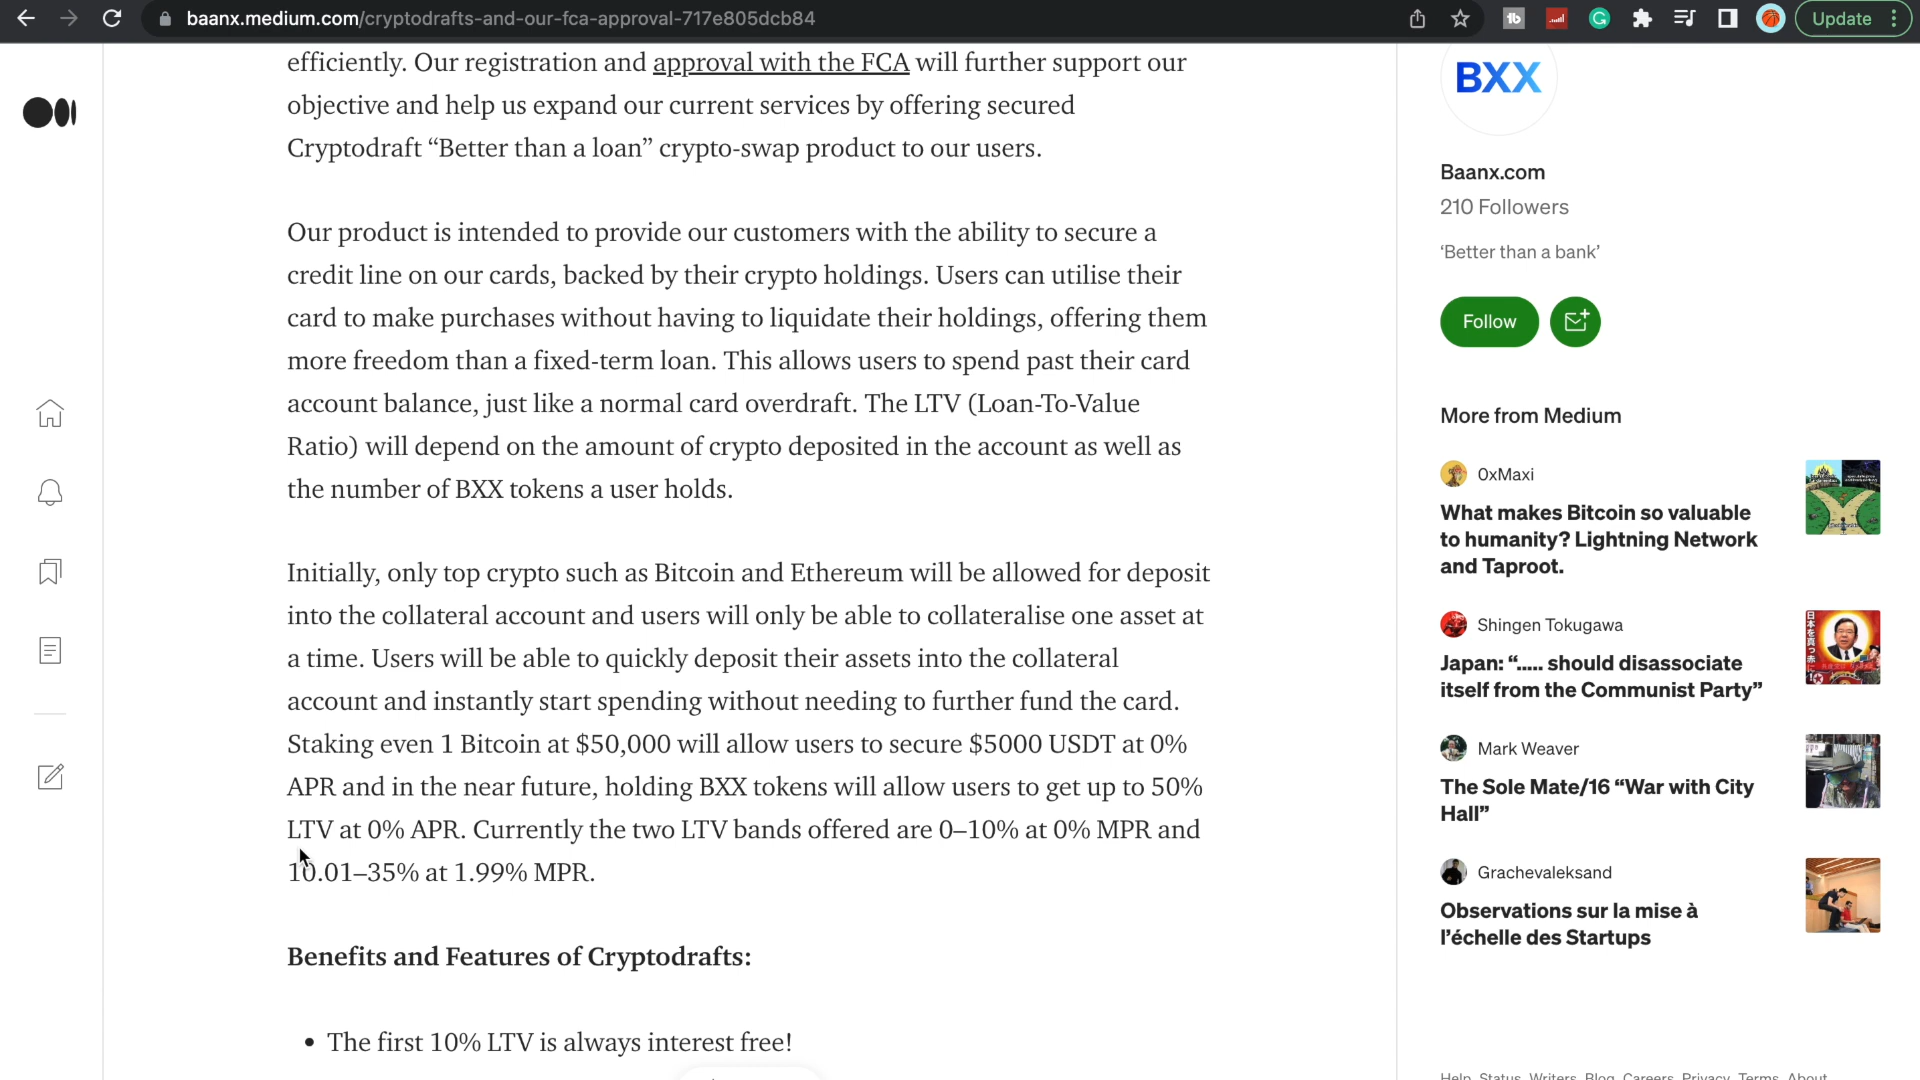 baanx.medium.com/cryptodrafts-and-our-fca-approval-717e805dcb84
Update
efficiently. Our registration and approval with the FCA will further support our
objective and help us expand our current services by offering secured
Cryptodraft “Better than a loan” crypto-swap product to our users.
Our product is intended to provide our customers with the ability to secure a
credit line on our cards, backed by their crypto holdings. Users can utilise their
card to make purchases without having to liquidate their holdings, offering them
more freedom than a fixed-term loan. This allows users to spend past their card
account balance, just like a normal card overdraft. The LTV (Loan-To-Value
Ratio) will depend on the amount of crypto deposited in the account as well as
the number of BXX tokens a user holds.
Initially, only top crypto such as Bitcoin and Ethereum will be allowed for deposit
into the collateral account and users will only be able to collateralise one asset at
a time. Users will be able to quickly deposit their assets into the collateral
account and instantly start spending without needing to further fund the card.
Staking even 1 Bitcoin at $50,000 will allow users to secure $5000 USDT at 0%
APR and in the near future, holding BXX tokens will allow users to get up to 50%
LTV at 0% APR. Currently the two LTV bands offered are 0–10% at 0% MPR and
10.01–35% at 1.99% MPR.
Benefits and Features of Cryptodrafts:
• The first 10% LTV is always interest free!
BXX
Baanx.com
210 Followers
‘Better than a bank’
Follow
More from Medium
0xMaxi
What makes Bitcoin so valuable
to humanity? Lightning Network
and Taproot.
Shingen Tokugawa
Japan: “..... should disassociate
itself from the Communist Party”
Mark Weaver
The Sole Mate/16 “War with City
Hall”
Grachevaleksand
Observations sur la mise à
l’échelle des Startups
Help Status Writers Blog Careers Privacy Terms About